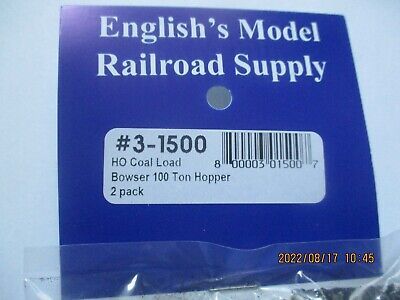 English's Model
Railroad Supply
#3-1500
HO Coal Load
Bowser 100 Ton Hopper
2 pack
8 00003 01500 7
2022/08/17 10:45